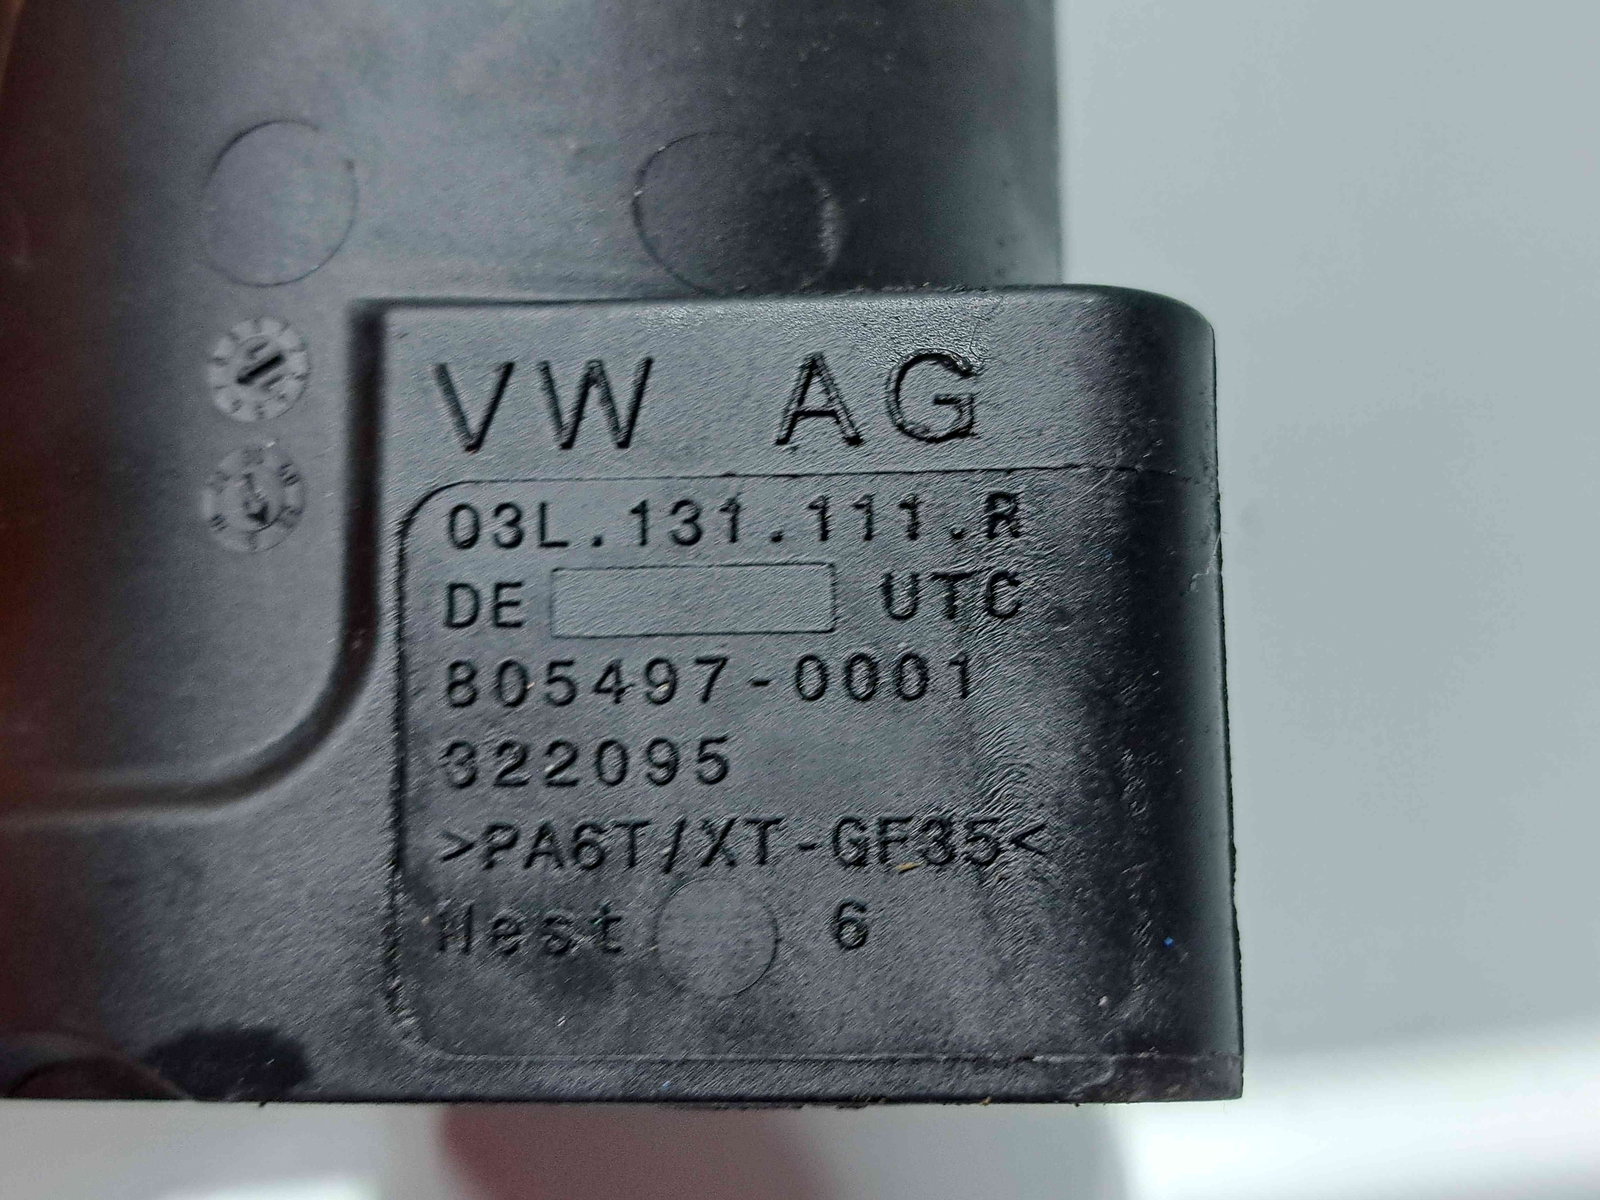 VW AG
03L.131.111.R
DE UTC
805497-0001
322095
>PA6T/XT-GF35<
Nest 6